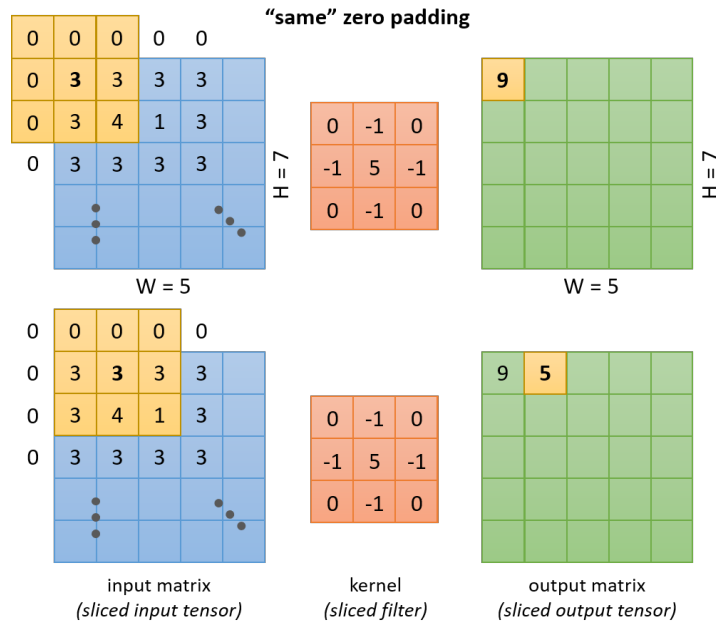 “same” zero padding
0 0 0 0 0
0 3 3 3 3
0 3 4 1 3
0 3 3 3 3
H = 7
W = 5
0 -1 0
-1 5 -1
0 -1 0
9
H = 7
W = 5
0 0 0 0 0
0 3 3 3 3
0 3 4 1 3
0 3 3 3 3
0 -1 0
-1 5 -1
0 -1 0
9 5
input matrix
(sliced input tensor)
kernel
(sliced filter)
output matrix
(sliced output tensor)